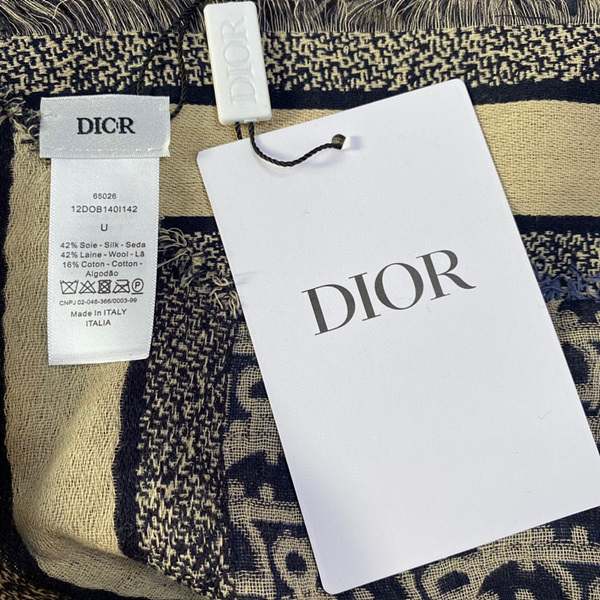 DIOR
DIC·R
65026
12DOB140I142
U
42% Soie - Silk - Seda
42% Laine - Wool - Lã
16% Coton - Cotton -
Algodão
CNPJ 02-046-366/0003-99
Made in ITALY
ITALIA
DIOR